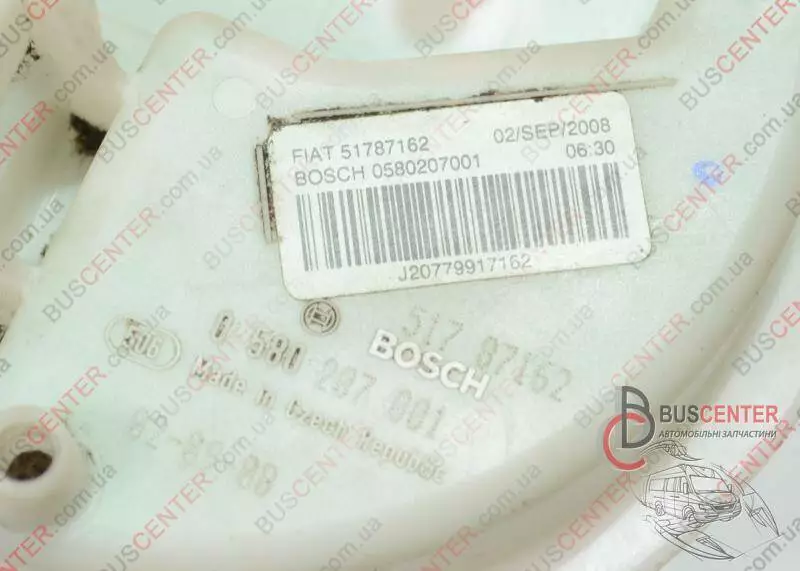 FIAT 51787162 02/SEP/2008
BOSCH 0580207001 06:30
J20779917162
506
0 580 207 001
517 87162
BOSCH
Made in Czech Republic
BUSCENTER
АВТОМОБІЛЬНІ ЗАПЧАСТИНИ
BUSCENTER.com.ua